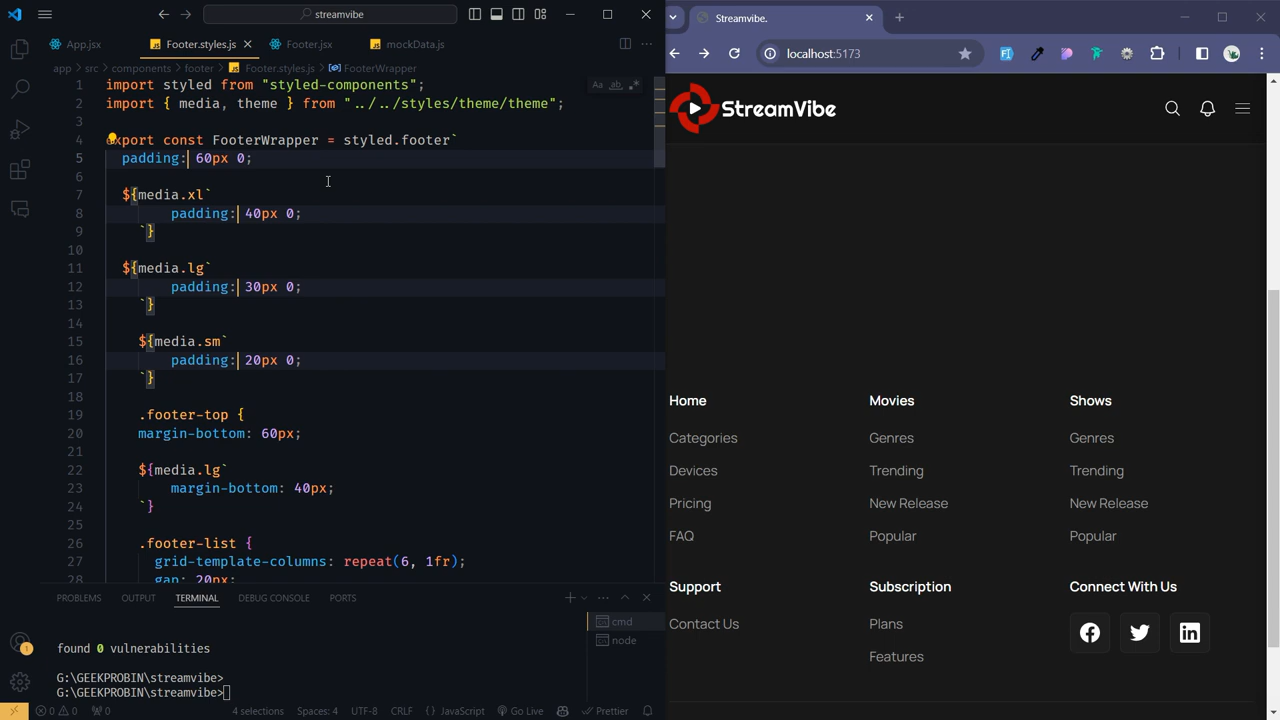 streamvibe
App.jsx
Footer.styles.js
Footer.jsx
mockData.js
app > src > components > footer > Footer.styles.js > FooterWrapper
1 import styled from "styled-components";
2 import { media, theme } from "../../styles/theme/theme";
3
4 export const FooterWrapper = styled.footer`
5 padding: 60px 0;
6
7 ${media.xl`
8 padding: 40px 0;
9 `}
10
11 ${media.lg`
12 padding: 30px 0;
13 `}
14
15 ${media.sm`
16 padding: 20px 0;
17 `}
18
19 .footer-top {
20 margin-bottom: 60px;
21
22 ${media.lg`
23 margin-bottom: 40px;
24 `}
25
26 .footer-list {
27 grid-template-columns: repeat(6, 1fr);
28 gap: 20px;
Aa ab .*
PROBLEMS OUTPUT TERMINAL DEBUG CONSOLE PORTS
cmd
node
found 0 vulnerabilities
G:\GEEKPROBIN\streamvibe>
G:\GEEKPROBIN\streamvibe>
1
0 0 0 4 selections Spaces: 4 UTF-8 CRLF {} JavaScript Go Live Prettier
Streamvibe.
localhost:5173
StreamVibe
Home Movies Shows
Categories Genres Genres
Devices Trending Trending
Pricing New Release New Release
FAQ Popular Popular
Support Subscription Connect With Us
Contact Us Plans
Features